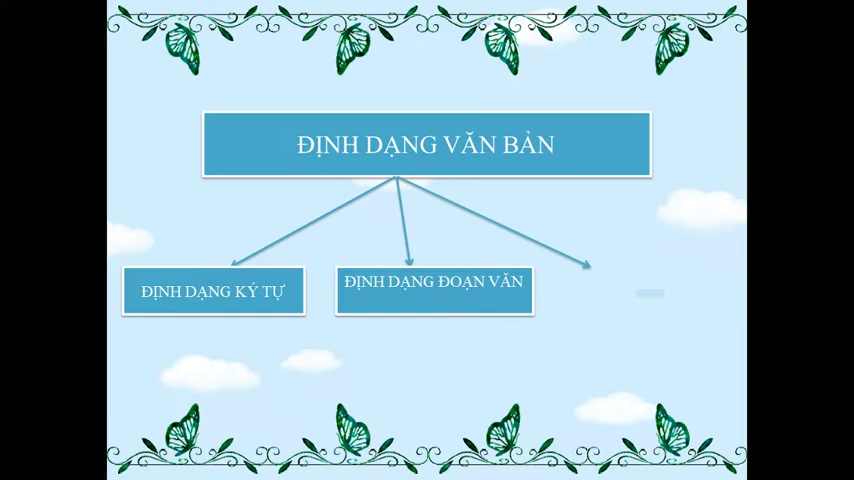 ĐỊNH DẠNG VĂN BẢN
ĐỊNH DẠNG KÝ TỰ
ĐỊNH DẠNG ĐOẠN VĂN